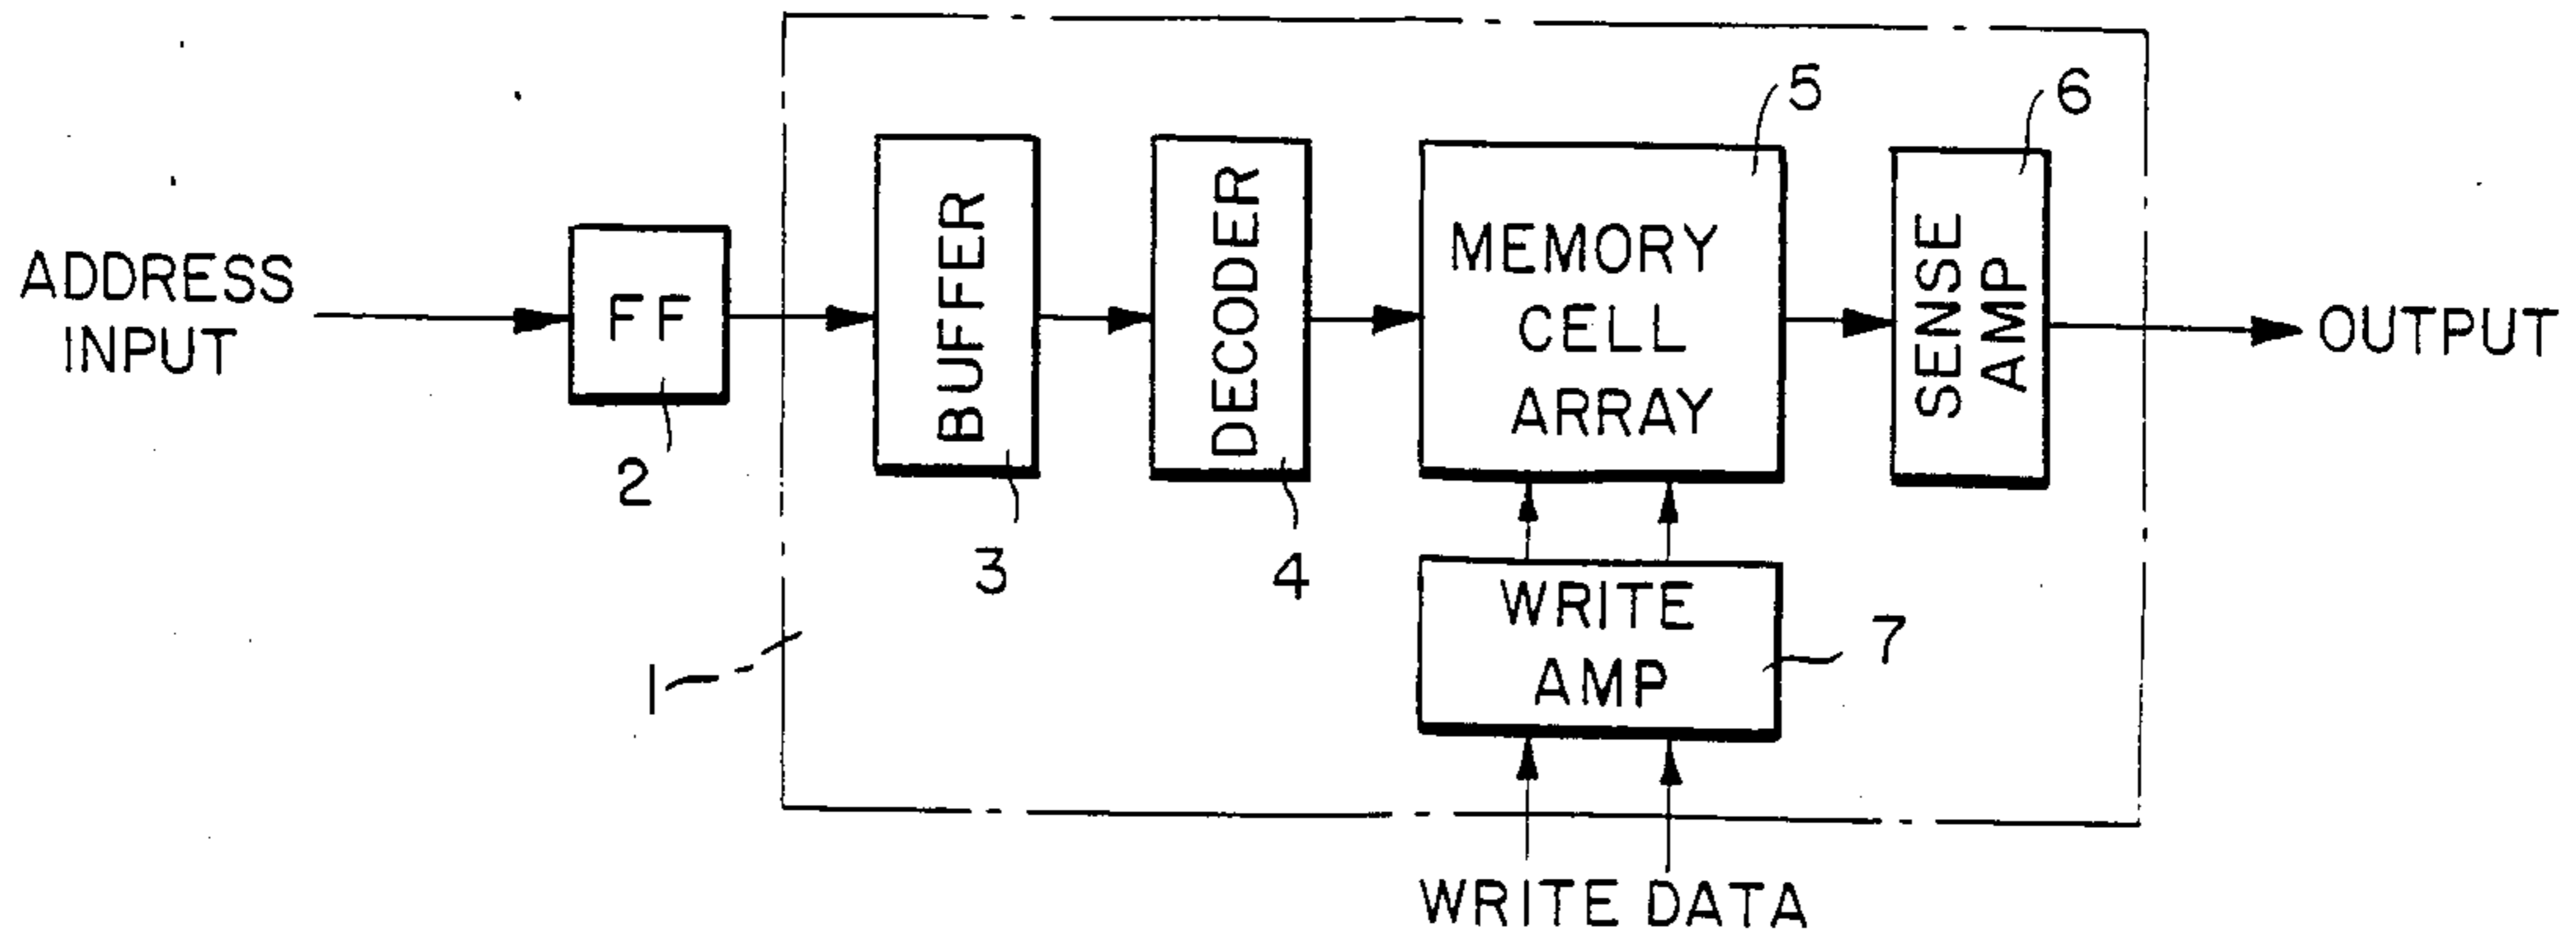 ADDRESS
INPUT
FF
2
BUFFER
3
DECODER
4
MEMORY
CELL
ARRAY
5
SENSE
AMP
6
OUTPUT
WRITE
AMP
7
1
WRITE DATA